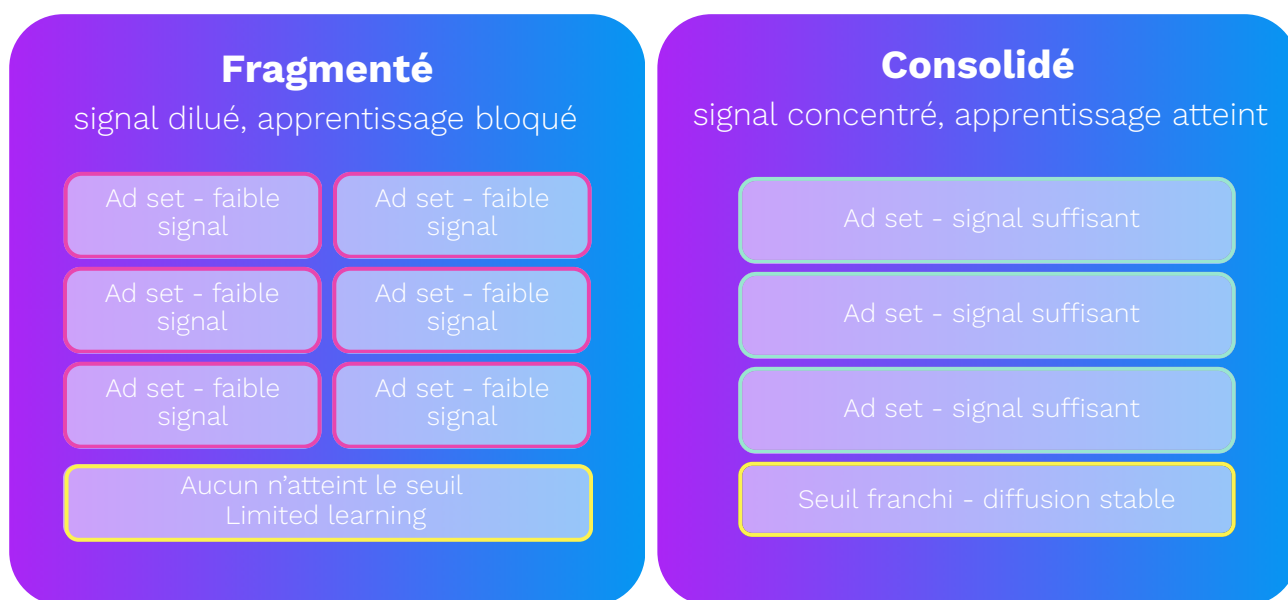 Fragmenté
signal dilué, apprentissage bloqué
Ad set - faible
signal
Ad set - faible
signal
Ad set - faible
signal
Ad set - faible
signal
Ad set - faible
signal
Ad set - faible
signal
Aucun n’atteint le seuil
Limited learning
Consolidé
signal concentré, apprentissage atteint
Ad set - signal suffisant
Ad set - signal suffisant
Ad set - signal suffisant
Seuil franchi - diffusion stable